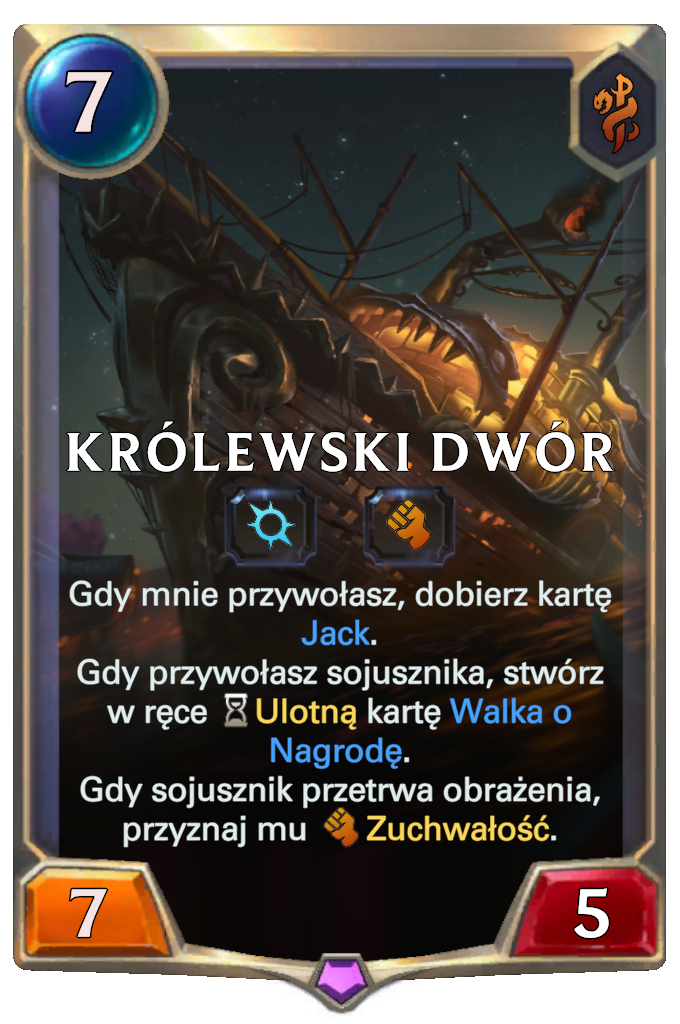 7
KRÓLEWSKI DWÓR
Gdy mnie przywołasz, dobierz kartę
Jack.
Gdy przywołasz sojusznika, stwórz
w ręce Ulotną kartę Walka o
Nagrodę.
Gdy sojusznik przetrwa obrażenia,
przyznaj mu Zuchwałość.
7
5